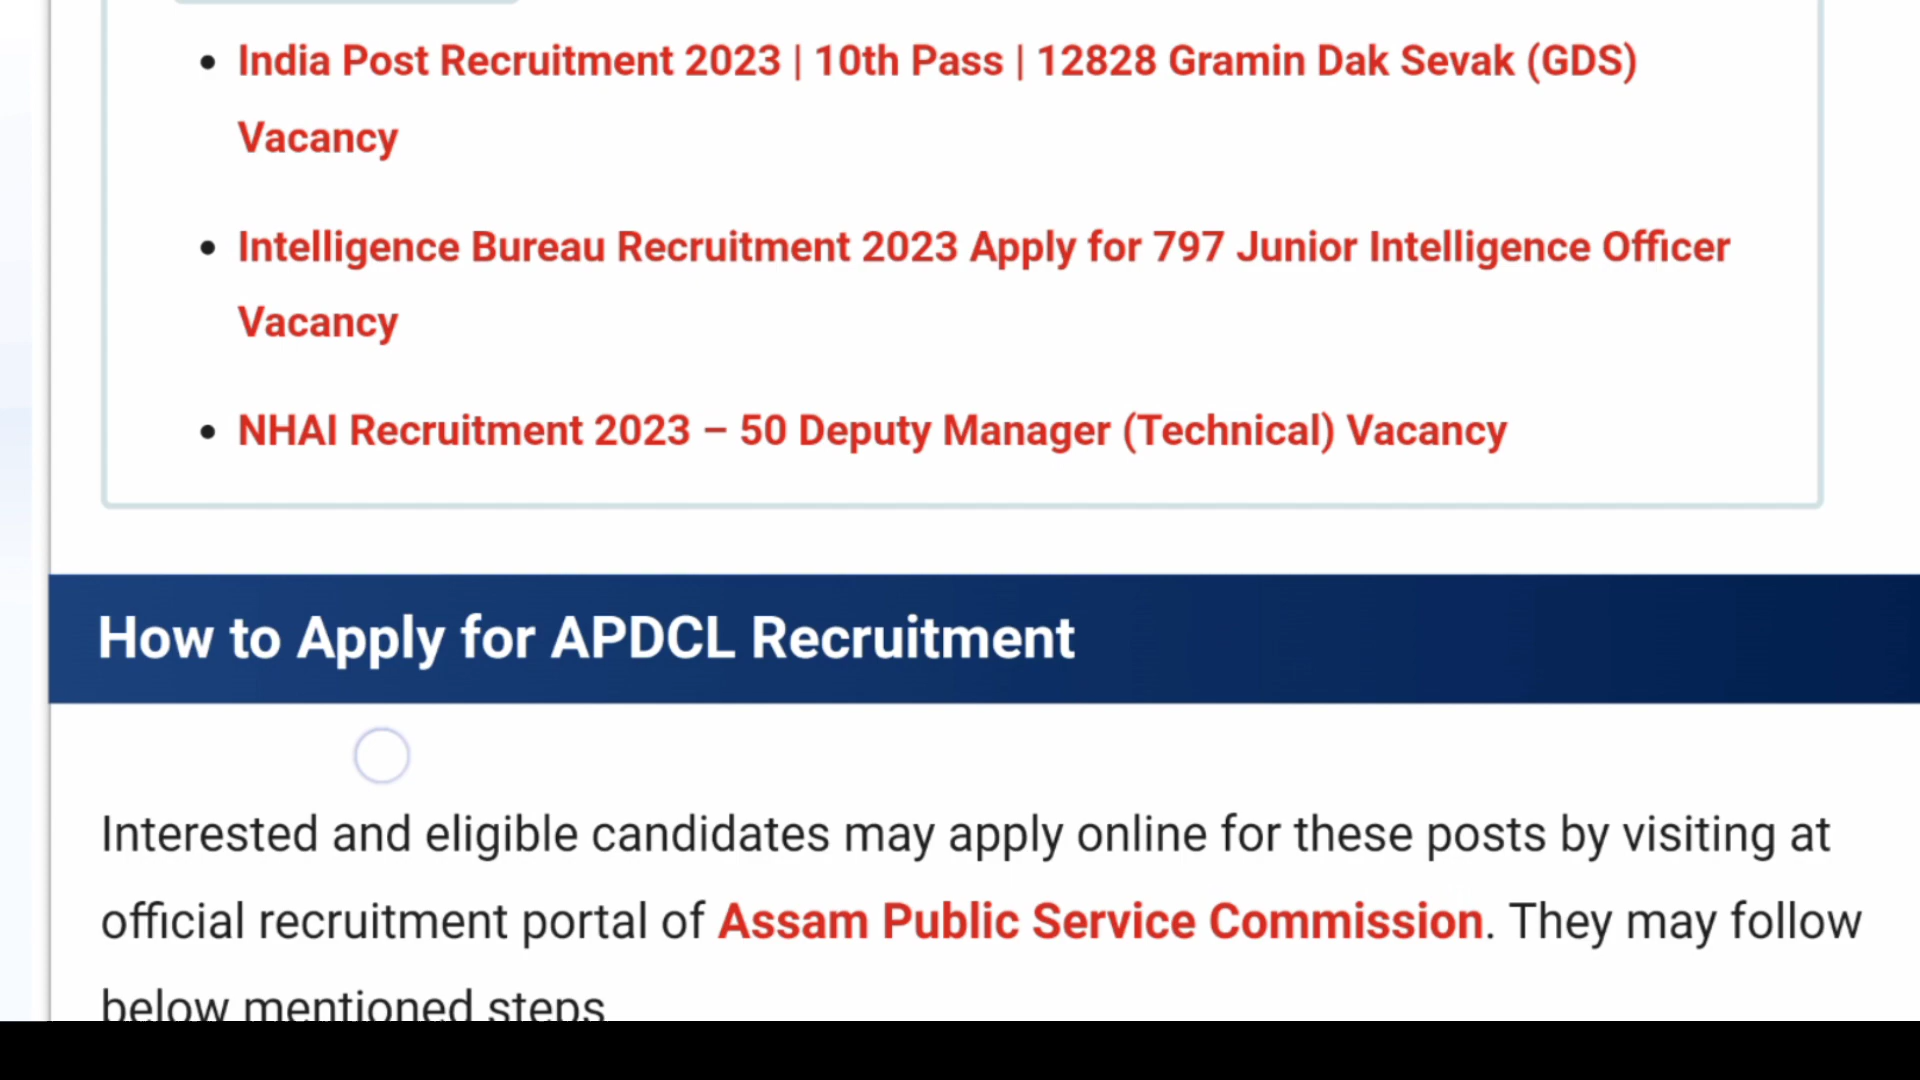 India Post Recruitment 2023 | 10th Pass | 12828 Gramin Dak Sevak (GDS)
Vacancy
Intelligence Bureau Recruitment 2023 Apply for 797 Junior Intelligence Officer
Vacancy
NHAI Recruitment 2023 – 50 Deputy Manager (Technical) Vacancy
How to Apply for APDCL Recruitment
Interested and eligible candidates may apply online for these posts by visiting at
official recruitment portal of Assam Public Service Commission. They may follow
below mentioned steps